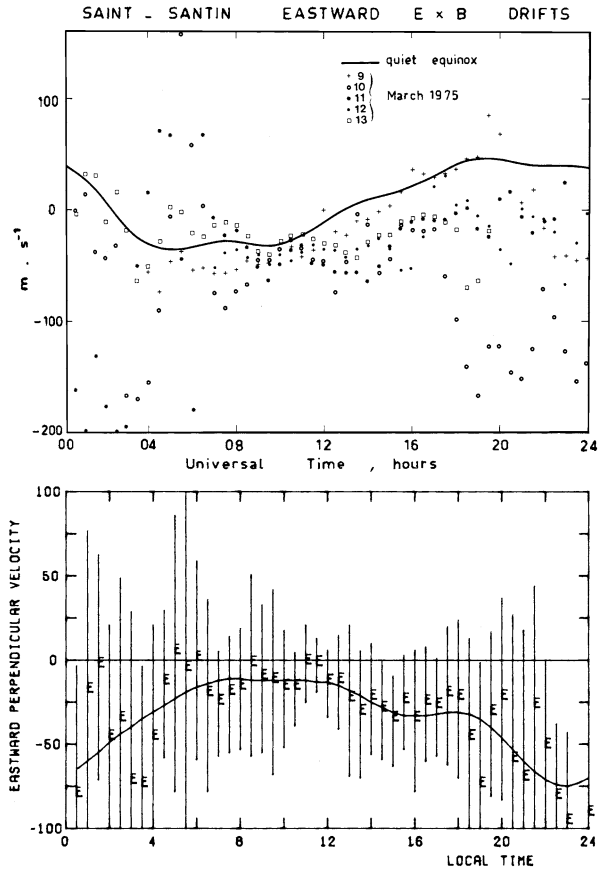 SAINT - SANTIN EASTWARD E × B DRIFTS
quiet equinox
+ 9
○ 10
● 11 March 1975
• 12
□ 13
100
0
-100
-200
m . s⁻¹
00 04 08 12 16 20 24
Universal Time , hours
100
50
0
-50
-100
EASTWARD PERPENDICULAR VELOCITY
0 4 8 12 16 20 24
LOCAL TIME